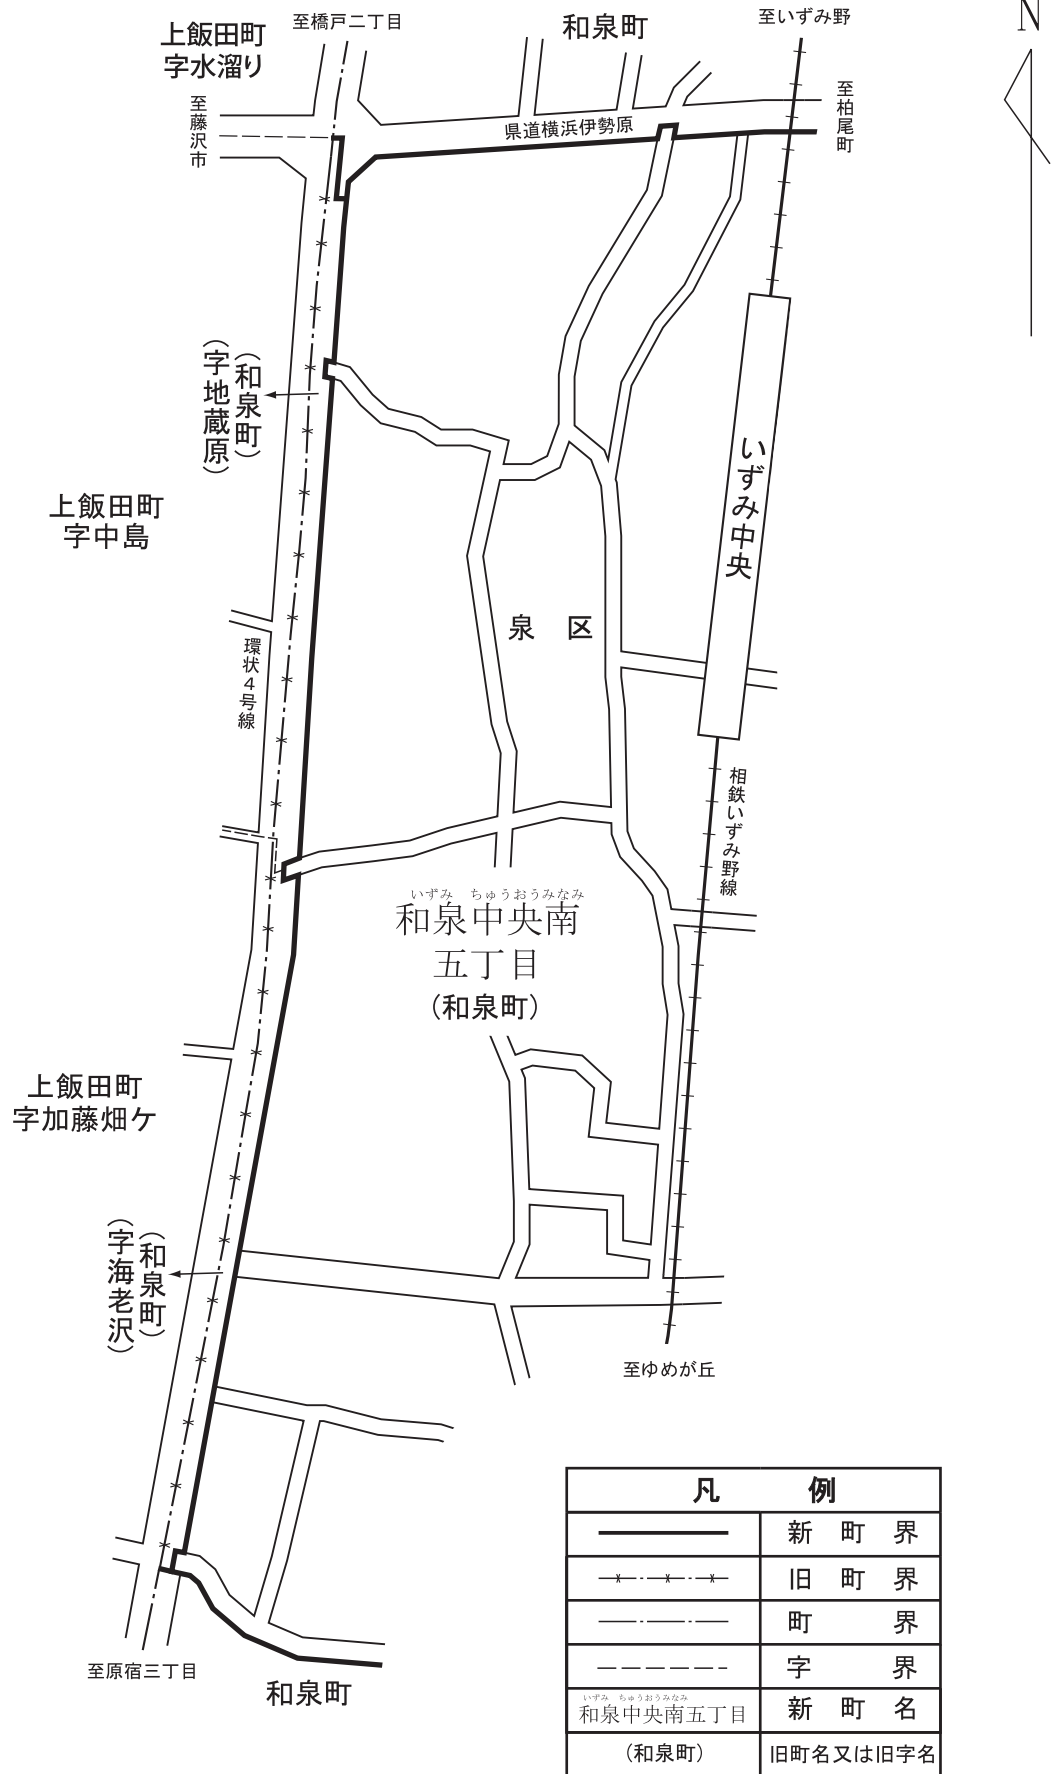 至橋戸二丁目
和泉町
至いずみ野
N
上飯田町
字水溜り
至藤沢市
県道横浜伊勢原
至柏尾町
(和泉町)
(字地蔵原)
いずみ中央
上飯田町
字中島
泉 区
環状4号線
相鉄いずみ野線
いずみ ちゅうおうみなみ
和泉中央南
五丁目
(和泉町)
上飯田町
字加藤畑ケ
(和泉町)
(字海老沢)
至ゆめが丘
至原宿三丁目
和泉町
凡 例
新 町 界
旧 町 界
町 界
字 界
いずみ ちゅうおうみなみ
和泉中央南五丁目 新 町 名
(和泉町) 旧町名又は旧字名